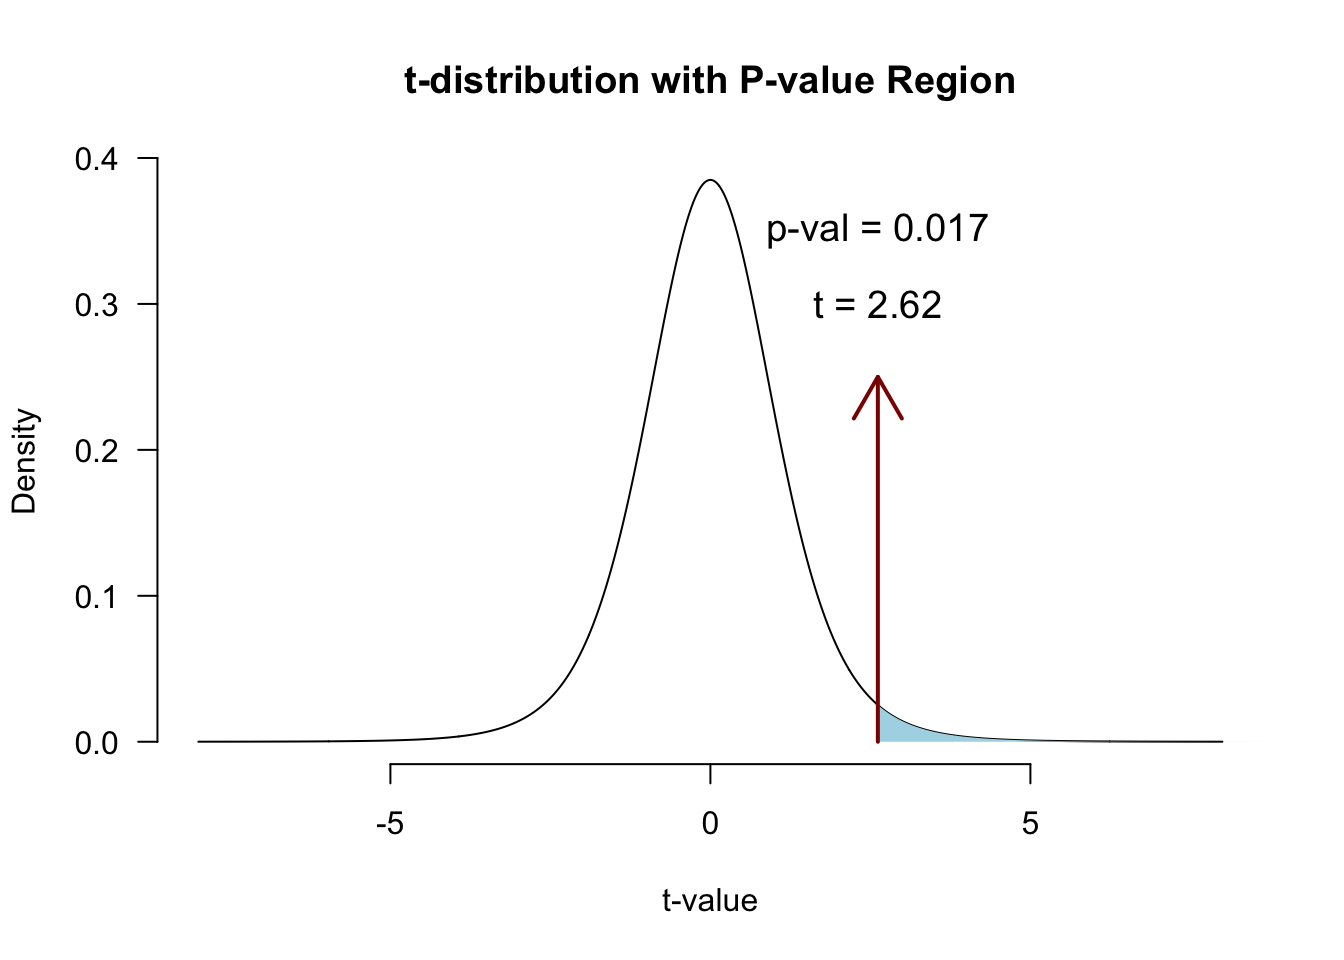 t-distribution with P-value Region
0.4
0.3
0.2
0.1
0.0
Density
p-val = 0.017
t = 2.62
-5
0
5
t-value